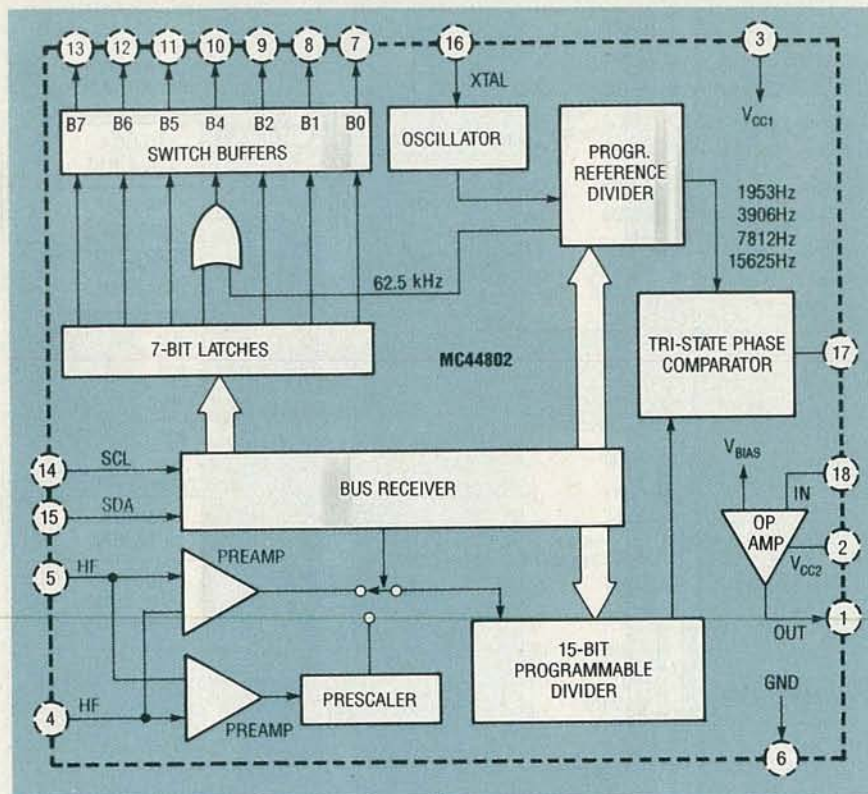 13 12 11 10 9 8 7 16 3
XTAL
VCC1
B7 B6 B5 B4 B2 B1 B0
SWITCH BUFFERS
OSCILLATOR
PROGR.
REFERENCE
DIVIDER
1953Hz
3906Hz
7812Hz
15625Hz
62.5 kHz
7-BIT LATCHES
MC44802
TRI-STATE PHASE
COMPARATOR
17
14 SCL
15 SDA
BUS RECEIVER
VBIAS
18
IN
OP
AMP
2
VCC2
5 HF
PREAMP
1
OUT
15-BIT
PROGRAMMABLE
DIVIDER
4 HF
PREAMP
PRESCALER
GND
6